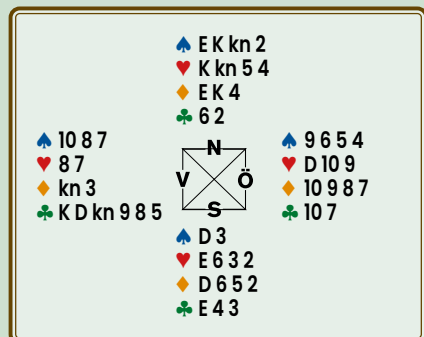 ♠ E K kn 2
♥ K kn 5 4
♦ E K 4
♣ 6 2
♠ 10 8 7
♥ 8 7
♦ kn 3
♣ K D kn 9 8 5
N
V Ö
S
♠ 9 6 5 4
♥ D 10 9
♦ 10 9 8 7
♣ 10 7
♠ D 3
♥ E 6 3 2
♦ D 6 5 2
♣ E 4 3